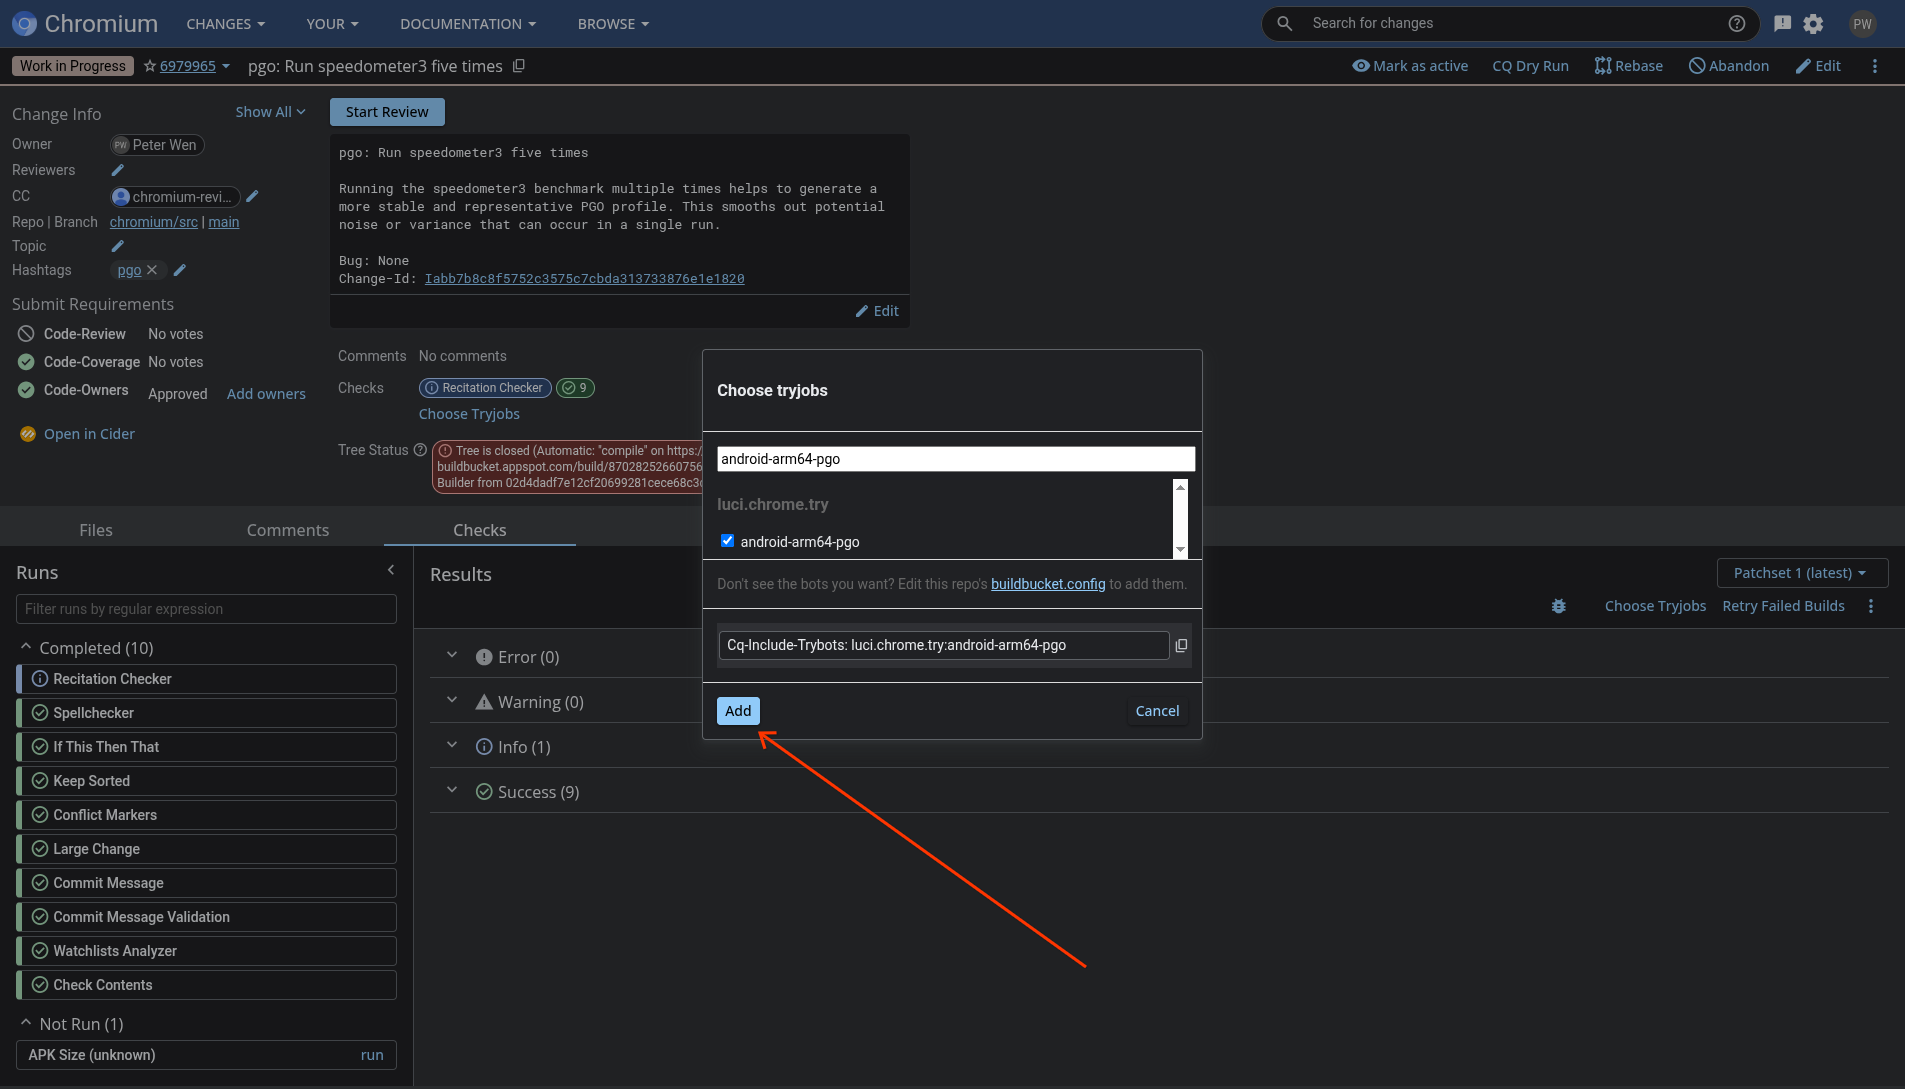 Chromium CHANGES YOUR DOCUMENTATION BROWSE Search for changes PW
Work in Progress 6979965 pgo: Run speedometer3 five times Mark as active CQ Dry Run Rebase Abandon Edit
Change Info Show All
Owner PW Peter Wen
Reviewers
CC chromium-revi...
Repo | Branch chromium/src | main
Topic
Hashtags pgo
Submit Requirements
Code-Review No votes
Code-Coverage No votes
Code-Owners Approved Add owners
Open in Cider
Start Review
pgo: Run speedometer3 five times
Running the speedometer3 benchmark multiple times helps to generate a
more stable and representative PGO profile. This smooths out potential
noise or variance that can occur in a single run.
Bug: None
Change-Id: Iabb7b8c8f5752c3575c7cbda313733876e1e1820
Edit
Comments No comments
Checks Recitation Checker 9
Choose Tryjobs
Tree Status Tree is closed (Automatic: "compile" on https:/
buildbucket.appspot.com/build/87028252660756
Builder from 02d4dadf7e12cf20699281cece68c3
Choose tryjobs
android-arm64-pgo
luci.chrome.try
android-arm64-pgo
Don't see the bots you want? Edit this repo's buildbucket.config to add them.
Cq-Include-Trybots: luci.chrome.try:android-arm64-pgo
Add Cancel
Files Comments Checks
Runs
Filter runs by regular expression
Completed (10)
Recitation Checker
Spellchecker
If This Then That
Keep Sorted
Conflict Markers
Large Change
Commit Message
Commit Message Validation
Watchlists Analyzer
Check Contents
Not Run (1)
APK Size (unknown) run
Results
Patchset 1 (latest)
Choose Tryjobs Retry Failed Builds
Error (0)
Warning (0)
Info (1)
Success (9)